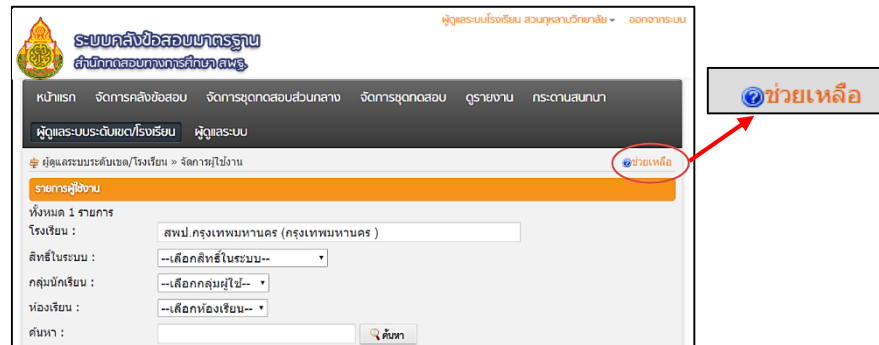 ผู้ดูแลระบบโรงเรียน สวนกุหลาบวิทยาลัย ออกจากระบบ
ระบบคลังข้อสอบมาตรฐาน
สำนักทดสอบทางการศึกษา สพฐ.
หน้าแรก จัดการคลังข้อสอบ จัดการชุดทดสอบส่วนกลาง จัดการชุดทดสอบ ดูรายงาน กระดานสนทนา
ผู้ดูแลระบบระดับเขต/โรงเรียน ผู้ดูแลระบบ
ผู้ดูแลระบบระดับเขต/โรงเรียน » จัดการผู้ใช้งาน ช่วยเหลือ
ช่วยเหลือ
รายการผู้ใช้งาน
ทั้งหมด 1 รายการ
โรงเรียน : สพป.กรุงเทพมหานคร (กรุงเทพมหานคร )
สิทธิ์ในระบบ : --เลือกสิทธิ์ในระบบ--
กลุ่มนักเรียน : --เลือกกลุ่มผู้ใช้--
ห้องเรียน : --เลือกห้องเรียน--
ค้นหา : ค้นหา